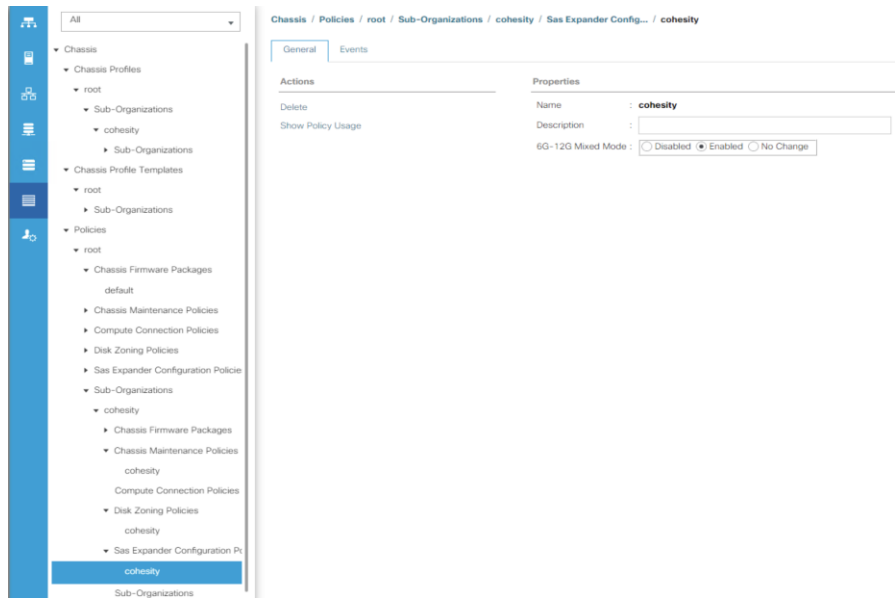 All
Chassis
Chassis Profiles
root
Sub-Organizations
cohesity
Sub-Organizations
Chassis Profile Templates
root
Sub-Organizations
Policies
root
Chassis Firmware Packages
default
Chassis Maintenance Policies
Compute Connection Policies
Disk Zoning Policies
Sas Expander Configuration Policie
Sub-Organizations
cohesity
Chassis Firmware Packages
Chassis Maintenance Policies
cohesity
Compute Connection Policies
Disk Zoning Policies
cohesity
Sas Expander Configuration Po
cohesity
Sub-Organizations
Chassis / Policies / root / Sub-Organizations / cohesity / Sas Expander Config... / cohesity
General Events
Actions
Delete
Show Policy Usage
Properties
Name : cohesity
Description :
6G-12G Mixed Mode : Disabled Enabled No Change